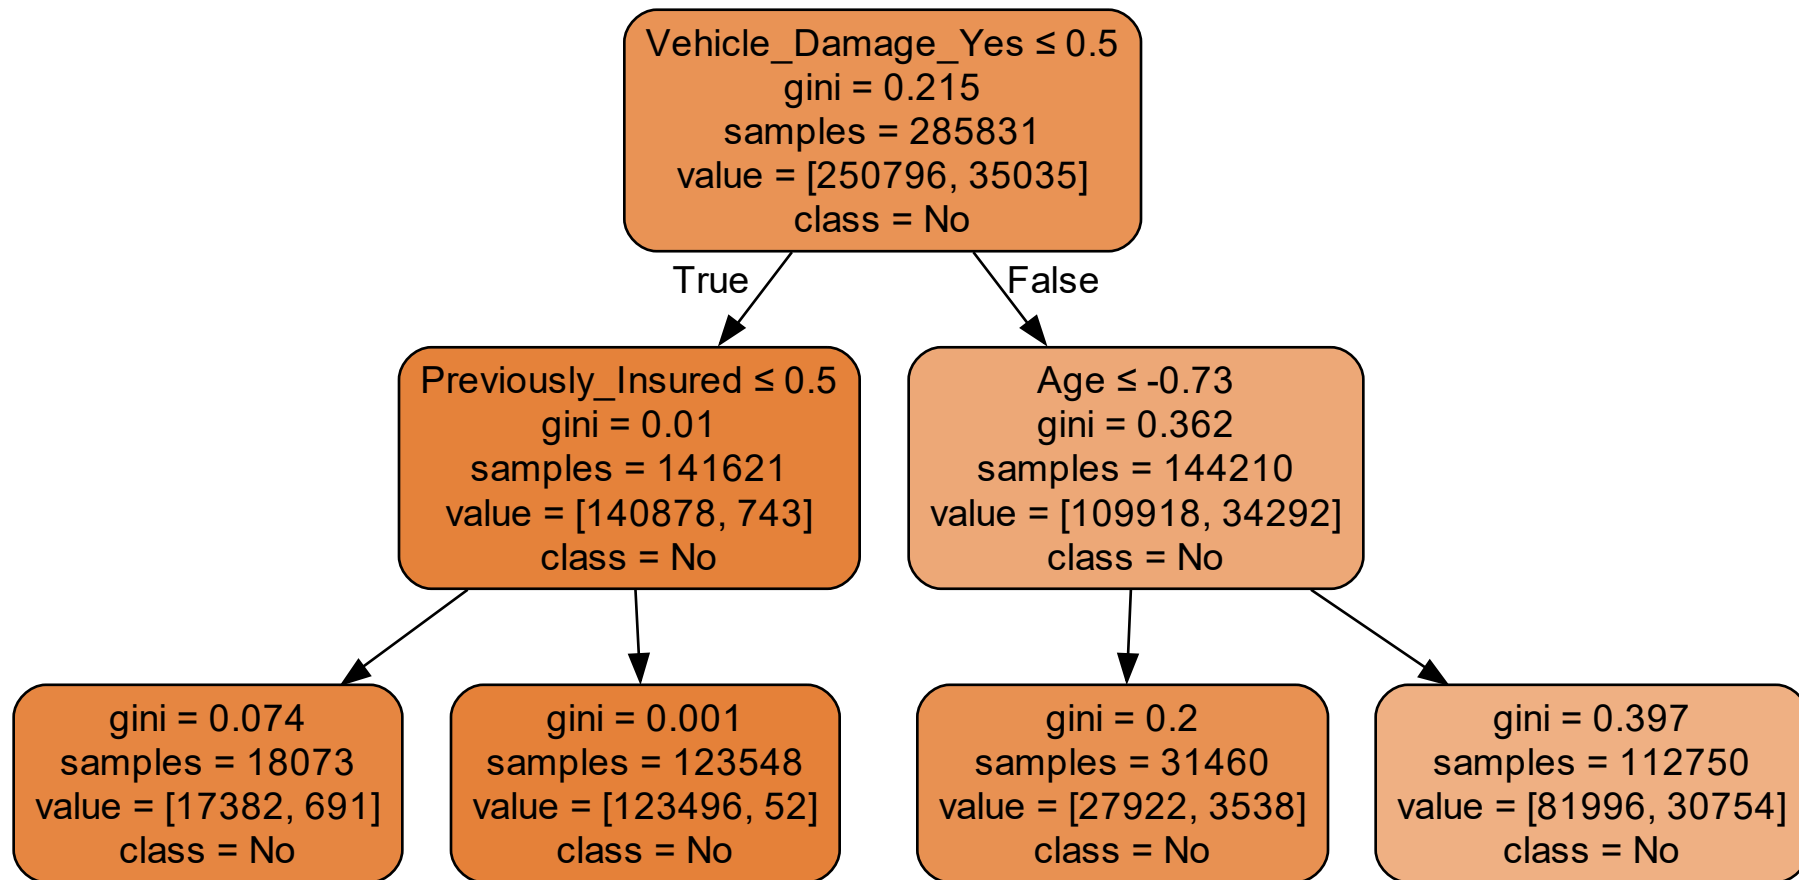 Vehicle_Damage_Yes ≤ 0.5
gini = 0.215
samples = 285831
value = [250796, 35035]
class = No
True
False
Previously_Insured ≤ 0.5
gini = 0.01
samples = 141621
value = [140878, 743]
class = No
Age ≤ -0.73
gini = 0.362
samples = 144210
value = [109918, 34292]
class = No
gini = 0.074
samples = 18073
value = [17382, 691]
class = No
gini = 0.001
samples = 123548
value = [123496, 52]
class = No
gini = 0.2
samples = 31460
value = [27922, 3538]
class = No
gini = 0.397
samples = 112750
value = [81996, 30754]
class = No